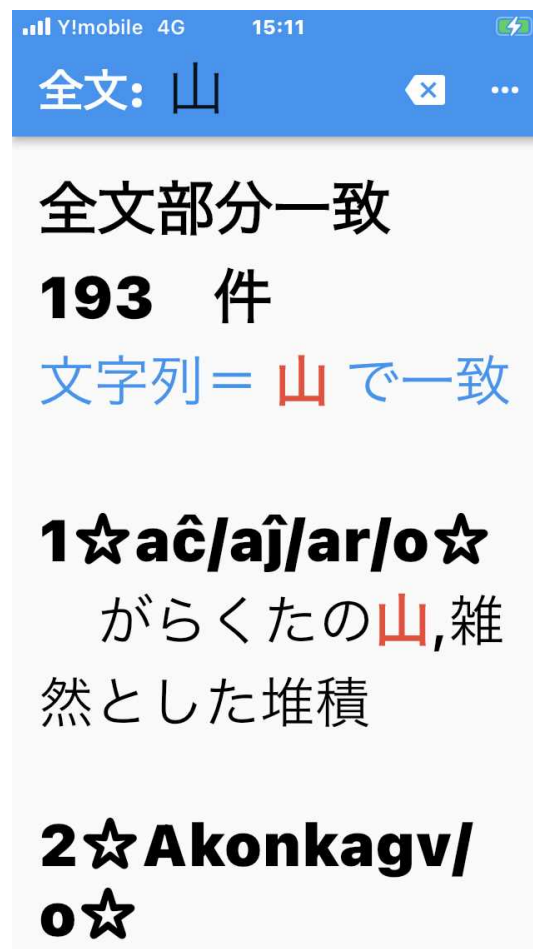 Y!mobile 4G 15:11
全文: 山
全文部分一致
193 件
文字列＝ 山 で一致
1☆aĉ/aĵ/ar/o☆
がらくたの山,雑
然とした堆積
2☆Akonkagv/
o☆